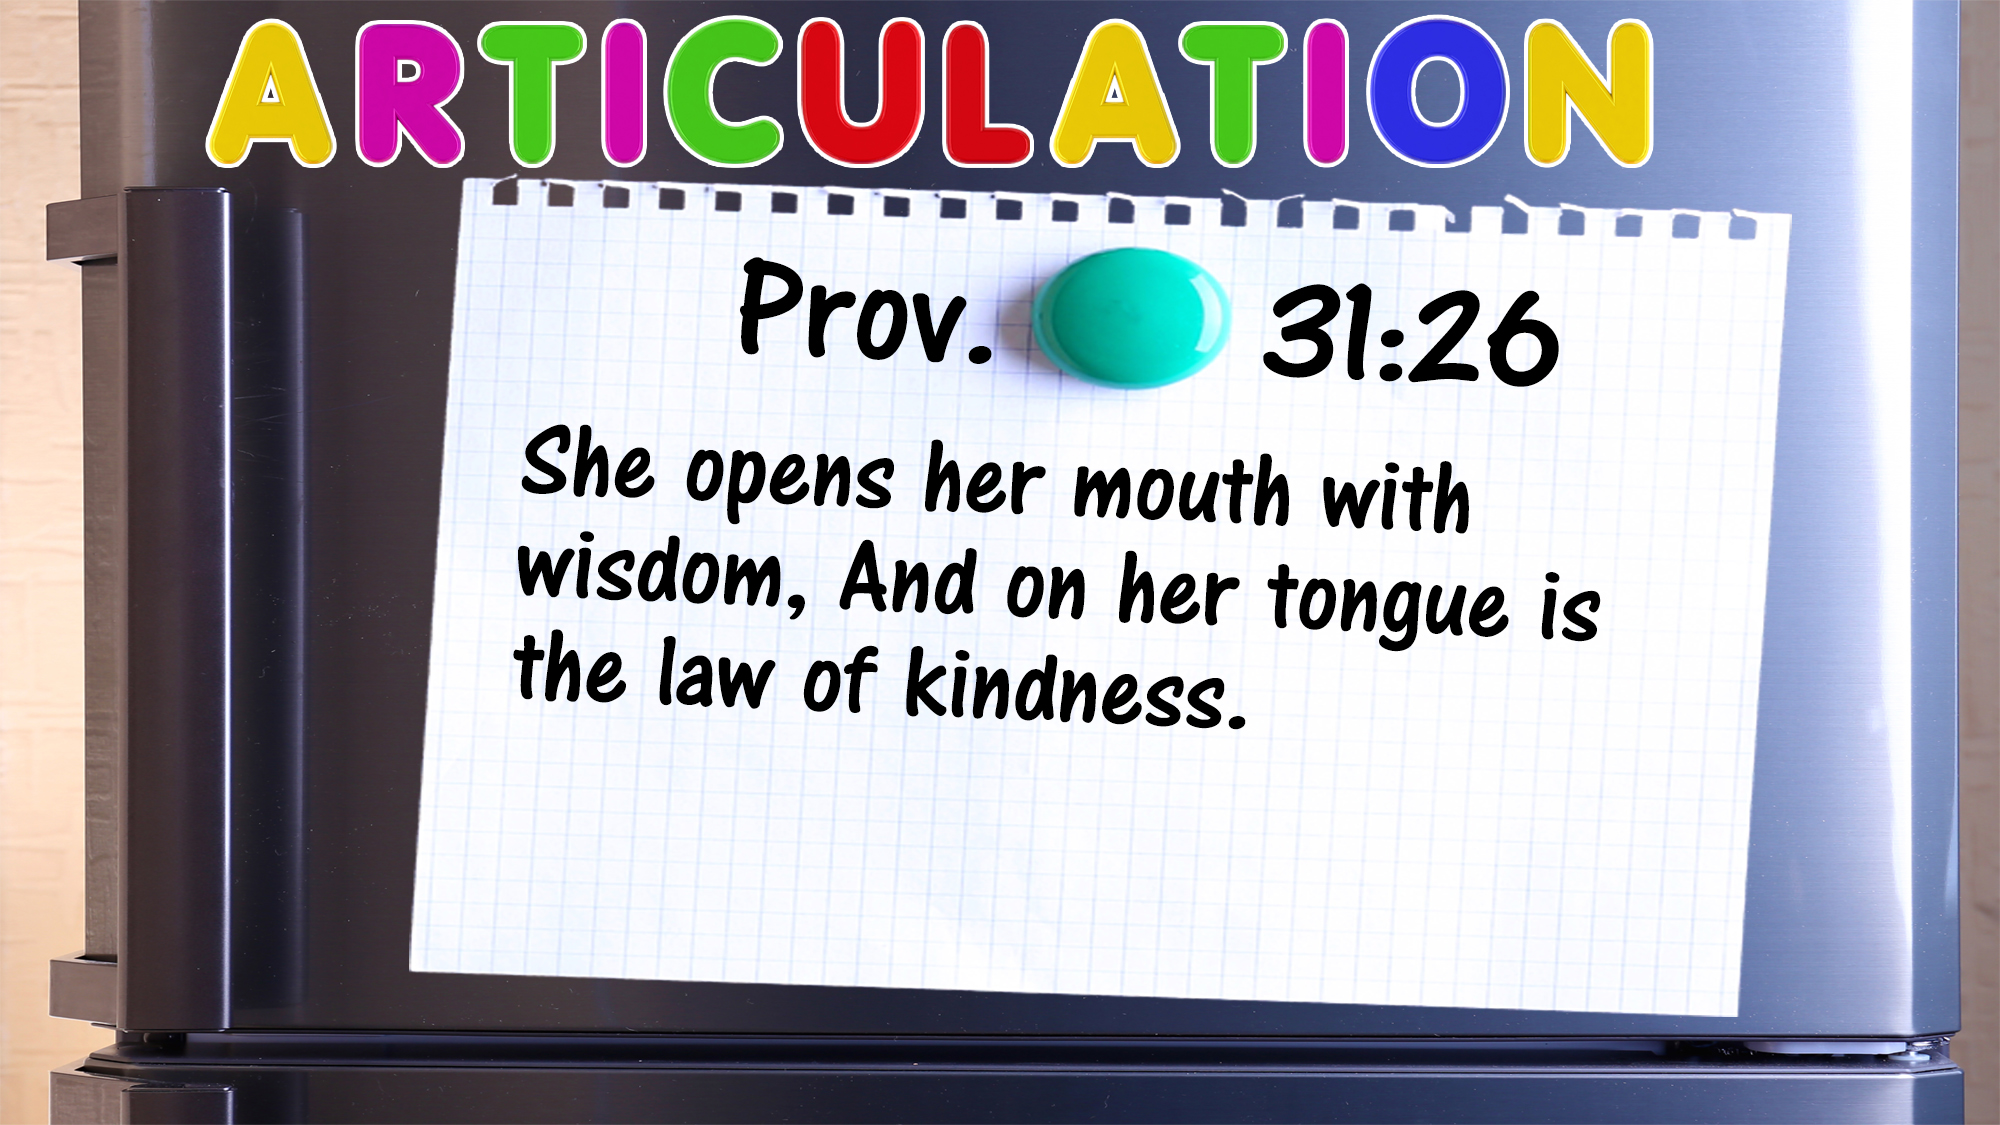 ARTICULATION
Prov. 31:26
She opens her mouth with
wisdom, And on her tongue is
the law of kindness.